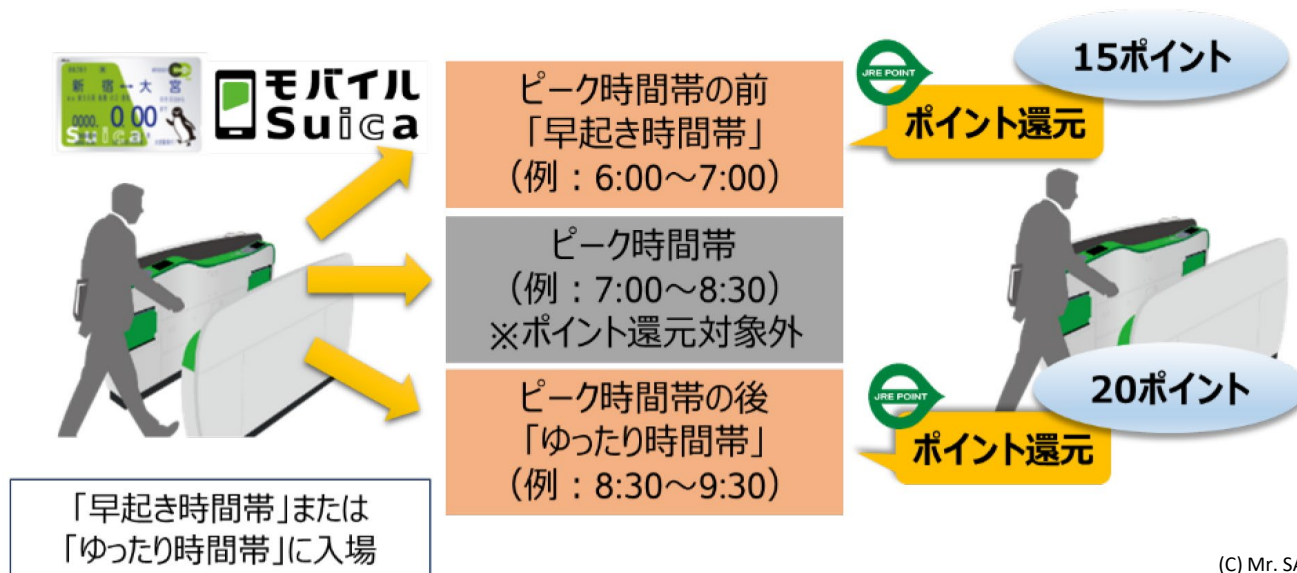 新宿↔大宮
0000.
0 00
Suica
モバイル
Suica
ピーク時間帯の前
「早起き時間帯」
（例：6:00～7:00）
JRE POINT
15ポイント
ポイント還元
ピーク時間帯
（例：7:00～8:30）
※ポイント還元対象外
ピーク時間帯の後
「ゆったり時間帯」
（例：8:30～9:30）
JRE POINT
20ポイント
ポイント還元
「早起き時間帯」または
「ゆったり時間帯」に入場
(C) Mr. SA